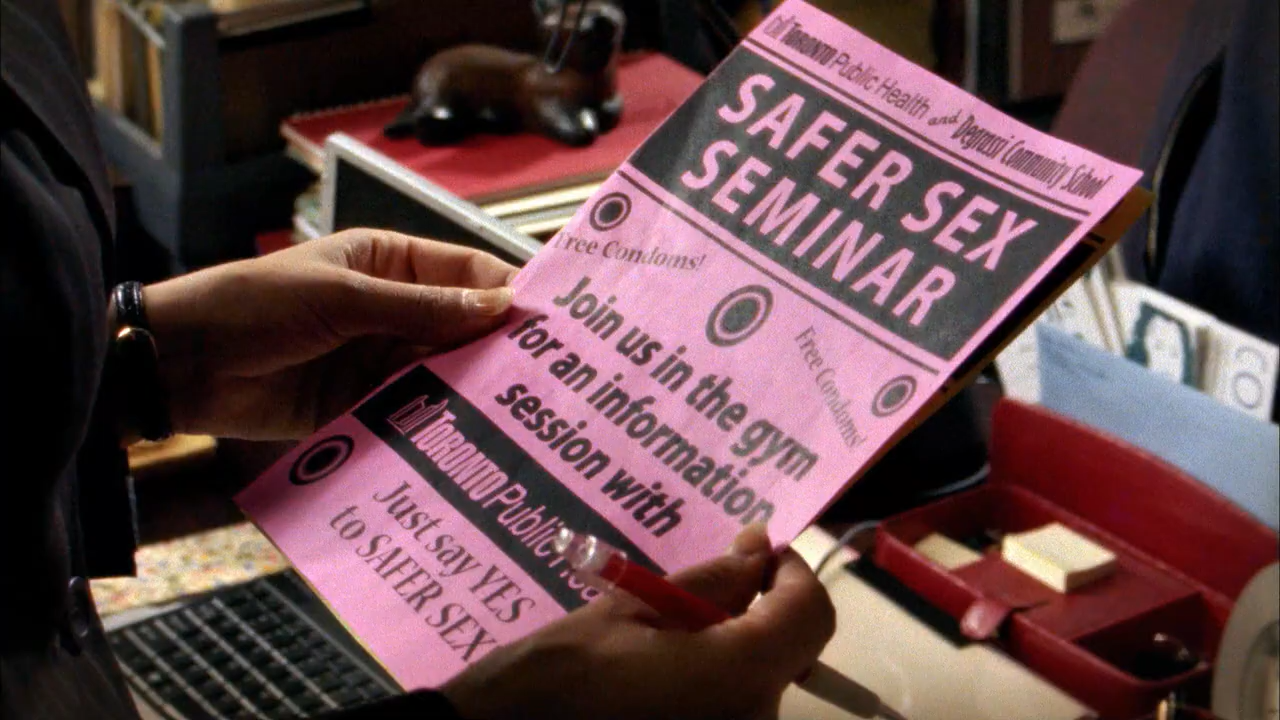 TORONTO Public Health and Degrassi Community School
SAFER SEX
SEMINAR
Free Condoms!
Free Condoms!
Join us in the gym
for an information
session with
TORONTO Public
Just say YES
to SAFER SEX